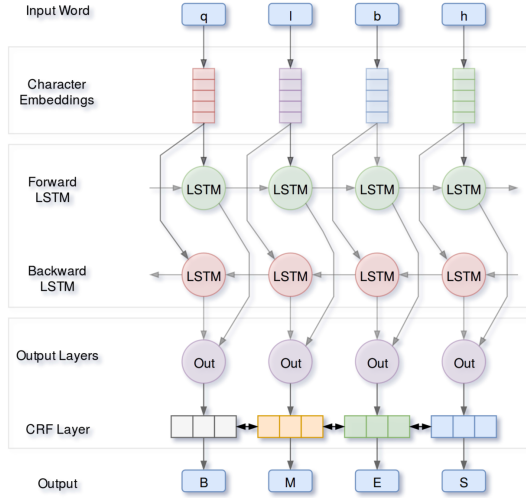 Input Word q l b h
Character
Embeddings
Forward
LSTM
LSTM LSTM LSTM LSTM
Backward
LSTM
LSTM LSTM LSTM LSTM
Output Layers Out Out Out Out
CRF Layer
Output B M E S